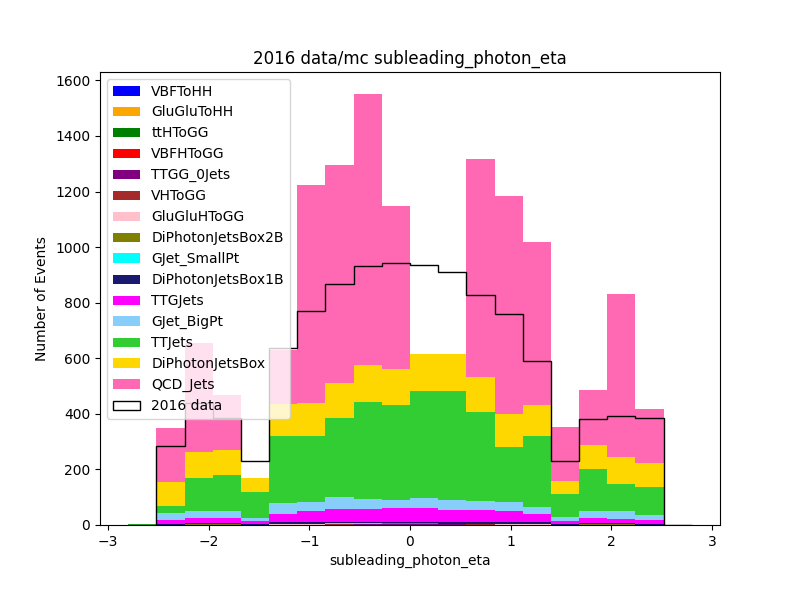 2016 data/mc subleading_photon_eta
1600
1400
1200
1000
800
600
400
200
0
Number of Events
VBFToHH
GluGluToHH
ttHToGG
VBFHToGG
TTGG_0Jets
VHToGG
GluGluHToGG
DiPhotonJetsBox2B
GJet_SmallPt
DiPhotonJetsBox1B
TTGJets
GJet_BigPt
TTJets
DiPhotonJetsBox
QCD_Jets
2016 data
−3 −2 −1 0 1 2 3
subleading_photon_eta